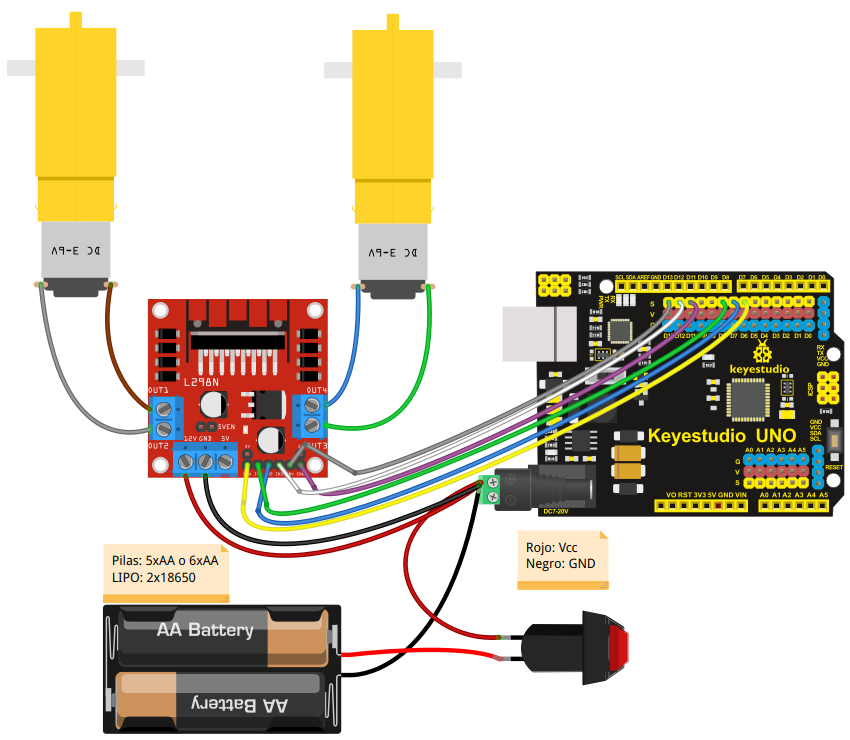 DC 3-6V
DC 3-6V
OUT1
OUT4
L298N
5VEN
OUT2
OUT3
12V GND 5V
SCL SDA AREF GND D13 D12 D11 D10 D9 D8 D7 D6 D5 D4 D3 D2 D1 D0
RX
TX
PWR
S
V
RX
TX
VCC
GND
keyestudio
ICSP
Keyestudio UNO
GND
VCC
SDA
SCL
RESET
A0 A1 A2 A3 A4 A5
G
V
S
VO RST 3V3 5V GND VIN
A0 A1 A2 A3 A4 A5
DC7-20V
Pilas: 5xAA o 6xAA
LIPO: 2x18650
Rojo: Vcc
Negro: GND
AA Battery
AA Battery